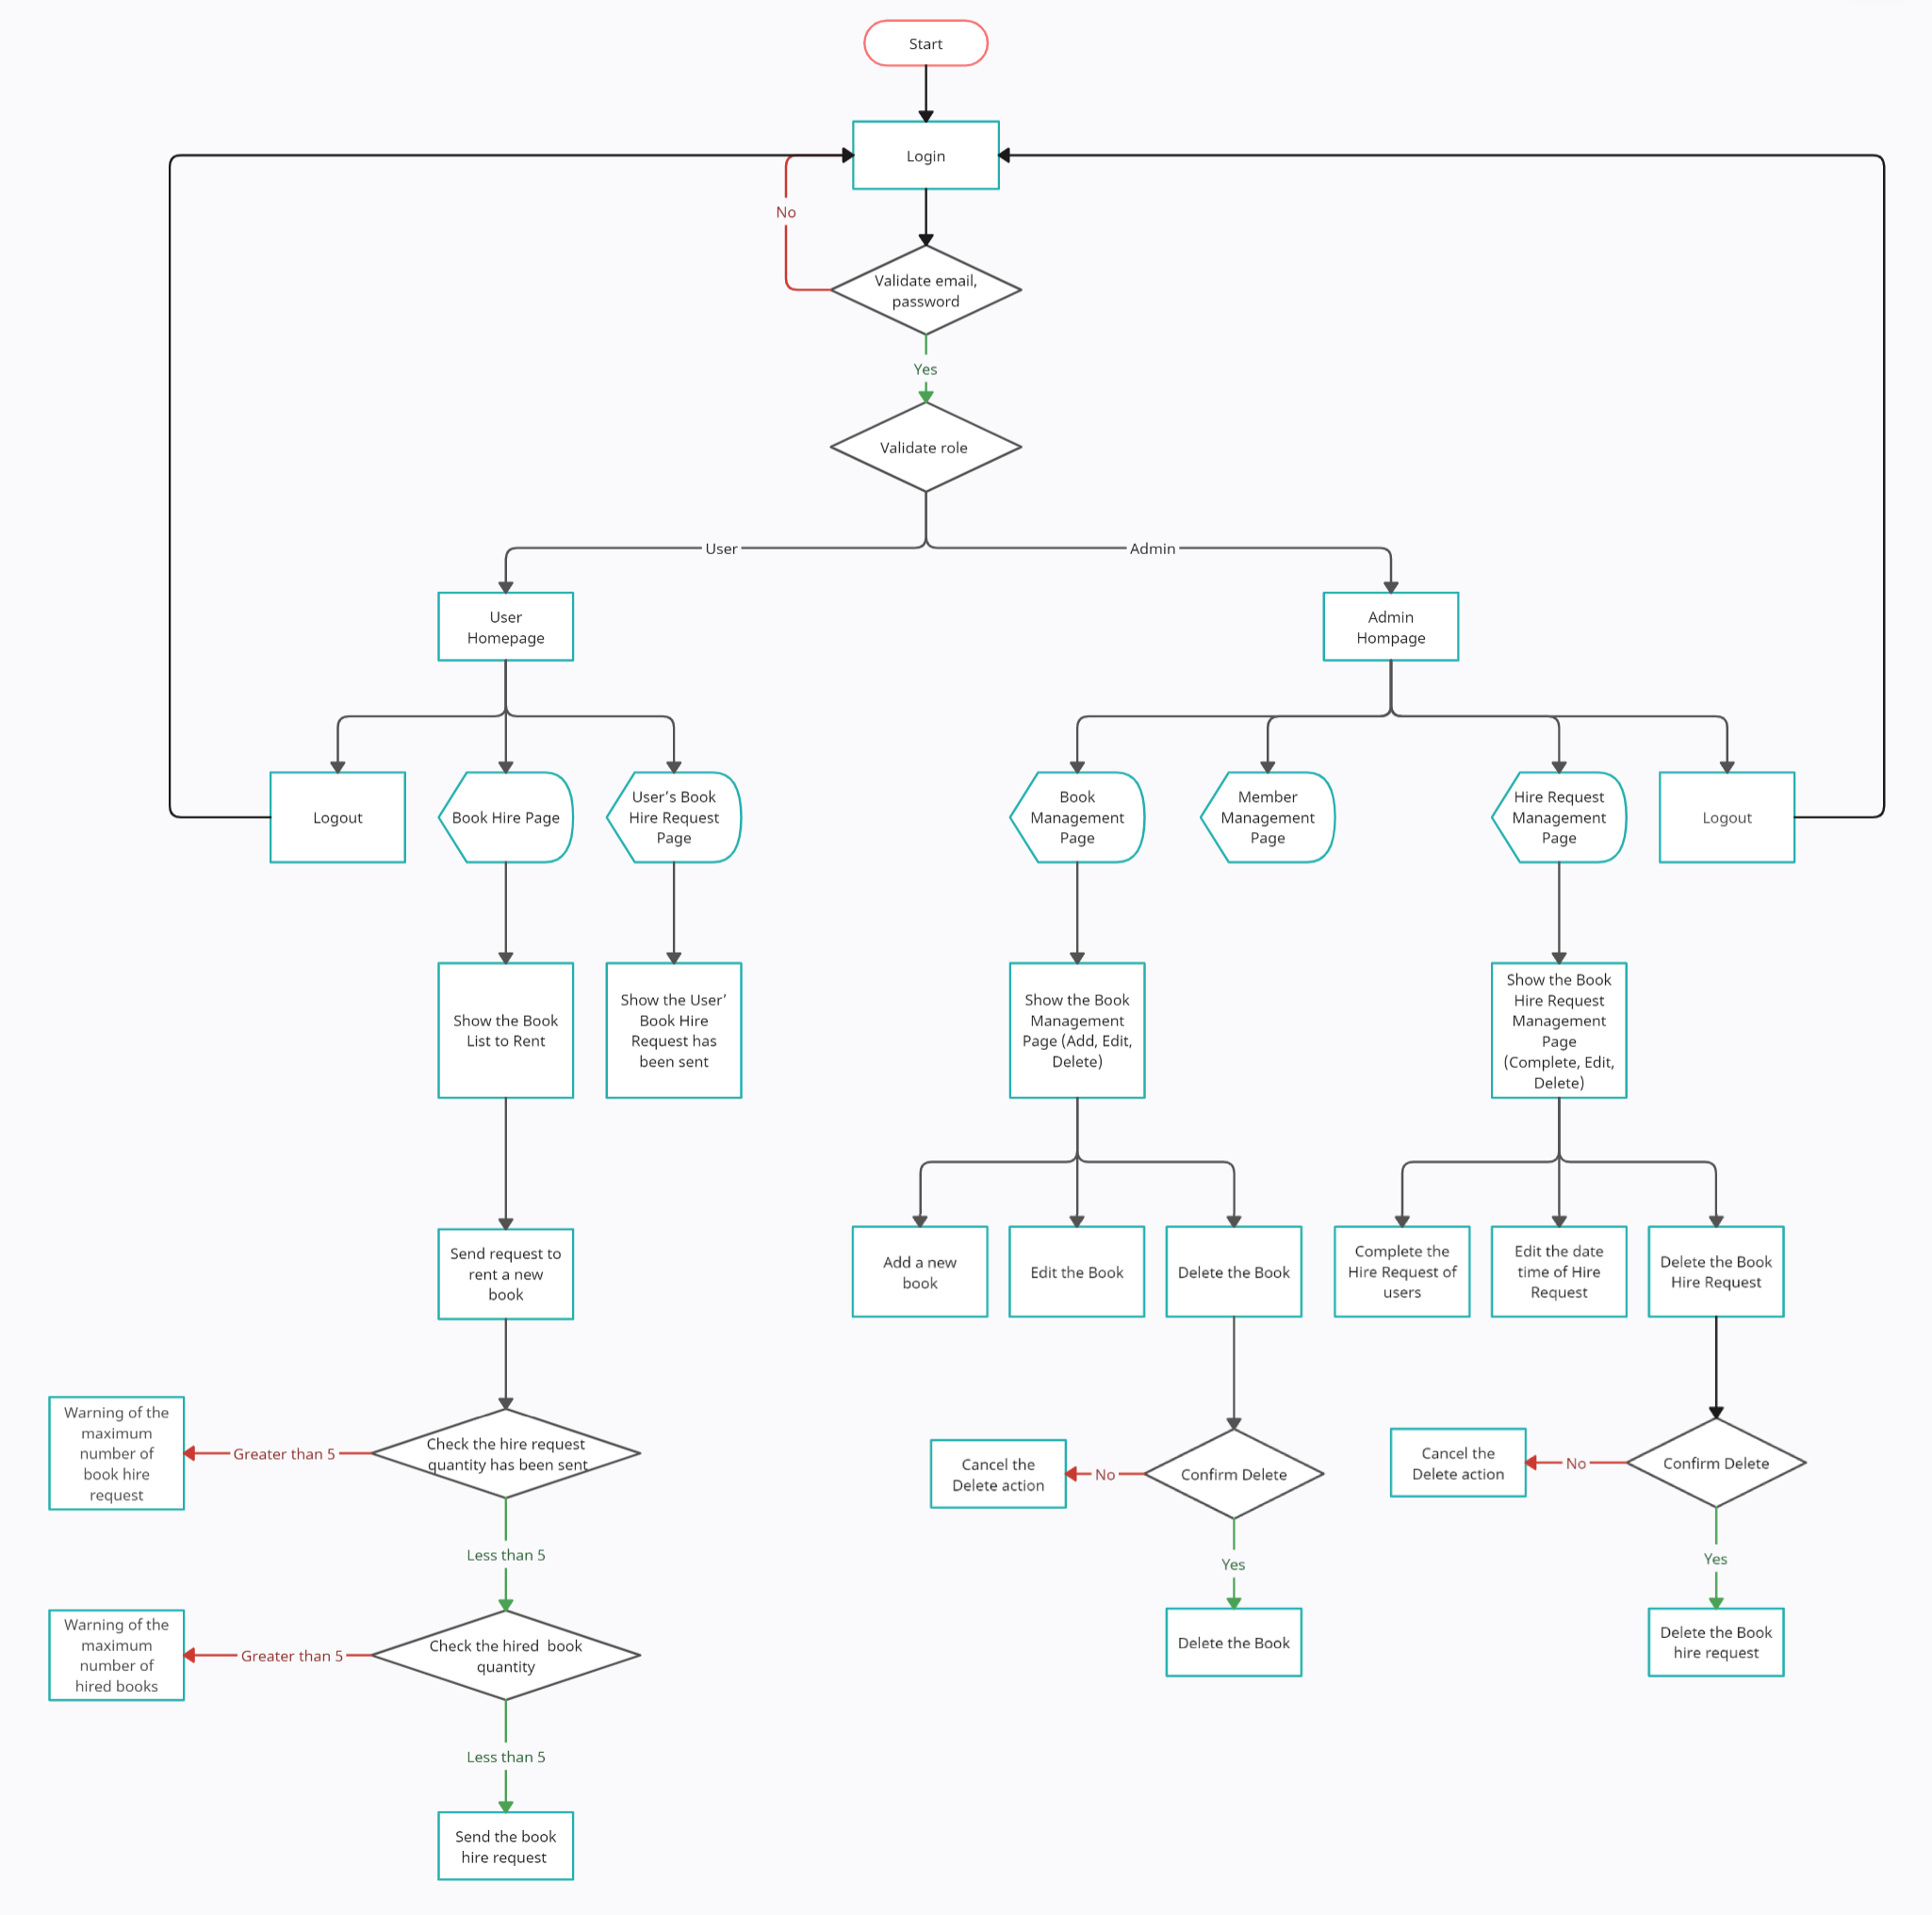 Start
Login
No
Validate email,
password
Yes
Validate role
User
Admin
User
Homepage
Admin
Hompage
Logout
Book Hire Page
User's Book
Hire Request
Page
Book
Management
Page
Member
Management
Page
Hire Request
Management
Page
Logout
Show the Book
List to Rent
Show the User’
Book Hire
Request has
been sent
Show the Book
Management
Page (Add, Edit,
Delete)
Show the Book
Hire Request
Management
Page
(Complete, Edit,
Delete)
Send request to
rent a new
book
Add a new
book
Edit the Book
Delete the Book
Complete the
Hire Request of
users
Edit the date
time of Hire
Request
Delete the Book
Hire Request
Warning of the
maximum
number of
book hire
request
Greater than 5
Check the hire request
quantity has been sent
Cancel the
Delete action
No
Confirm Delete
Cancel the
Delete action
No
Confirm Delete
Less than 5
Yes
Yes
Warning of the
maximum
number of
hired books
Greater than 5
Check the hired  book
quantity
Delete the Book
Delete the Book
hire request
Less than 5
Send the book
hire request